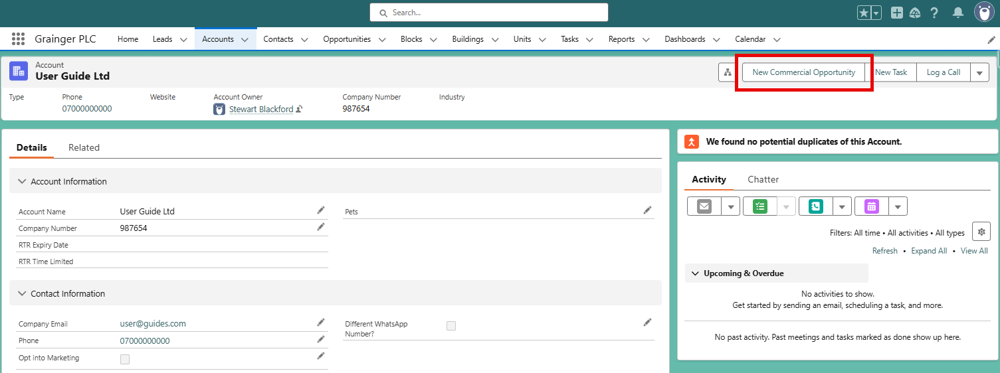 Search...
Grainger PLC
Home Leads Accounts Contacts Opportunities Blocks Buildings Units Tasks Reports Dashboards Calendar
Account
User Guide Ltd
New Commercial Opportunity New Task Log a Call
Type Phone Website Account Owner Company Number Industry
07000000000 Stewart Blackford 987654
Details Related
Account Information
Account Name User Guide Ltd Pets
Company Number 987654
RTR Expiry Date
RTR Time Limited
Contact Information
Company Email user@guides.com Different WhatsApp
Number?
Phone 07000000000
Opt into Marketing
We found no potential duplicates of this Account.
Activity Chatter
Filters: All time • All activities • All types
Refresh • Expand All • View All
Upcoming & Overdue
No activities to show.
Get started by sending an email, scheduling a task, and more.
No past activity. Past meetings and tasks marked as done show up here.